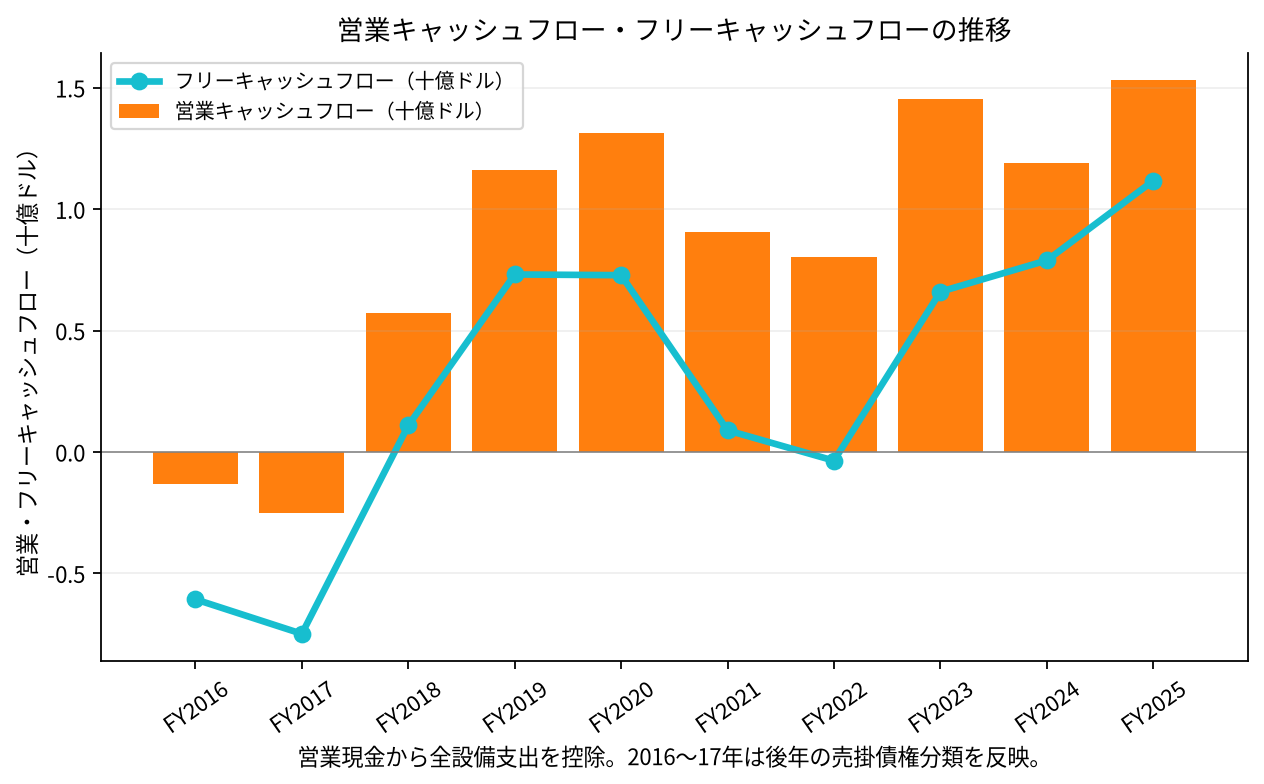 営業キャッシュフロー・フリーキャッシュフローの推移
フリーキャッシュフロー（十億ドル）
営業キャッシュフロー（十億ドル）
営業・フリーキャッシュフロー（十億ドル）
1.5
1.0
0.5
0.0
-0.5
FY2016
FY2017
FY2018
FY2019
FY2020
FY2021
FY2022
FY2023
FY2024
FY2025
営業現金から全設備支出を控除。2016～17年は後年の売掛債権分類を反映。